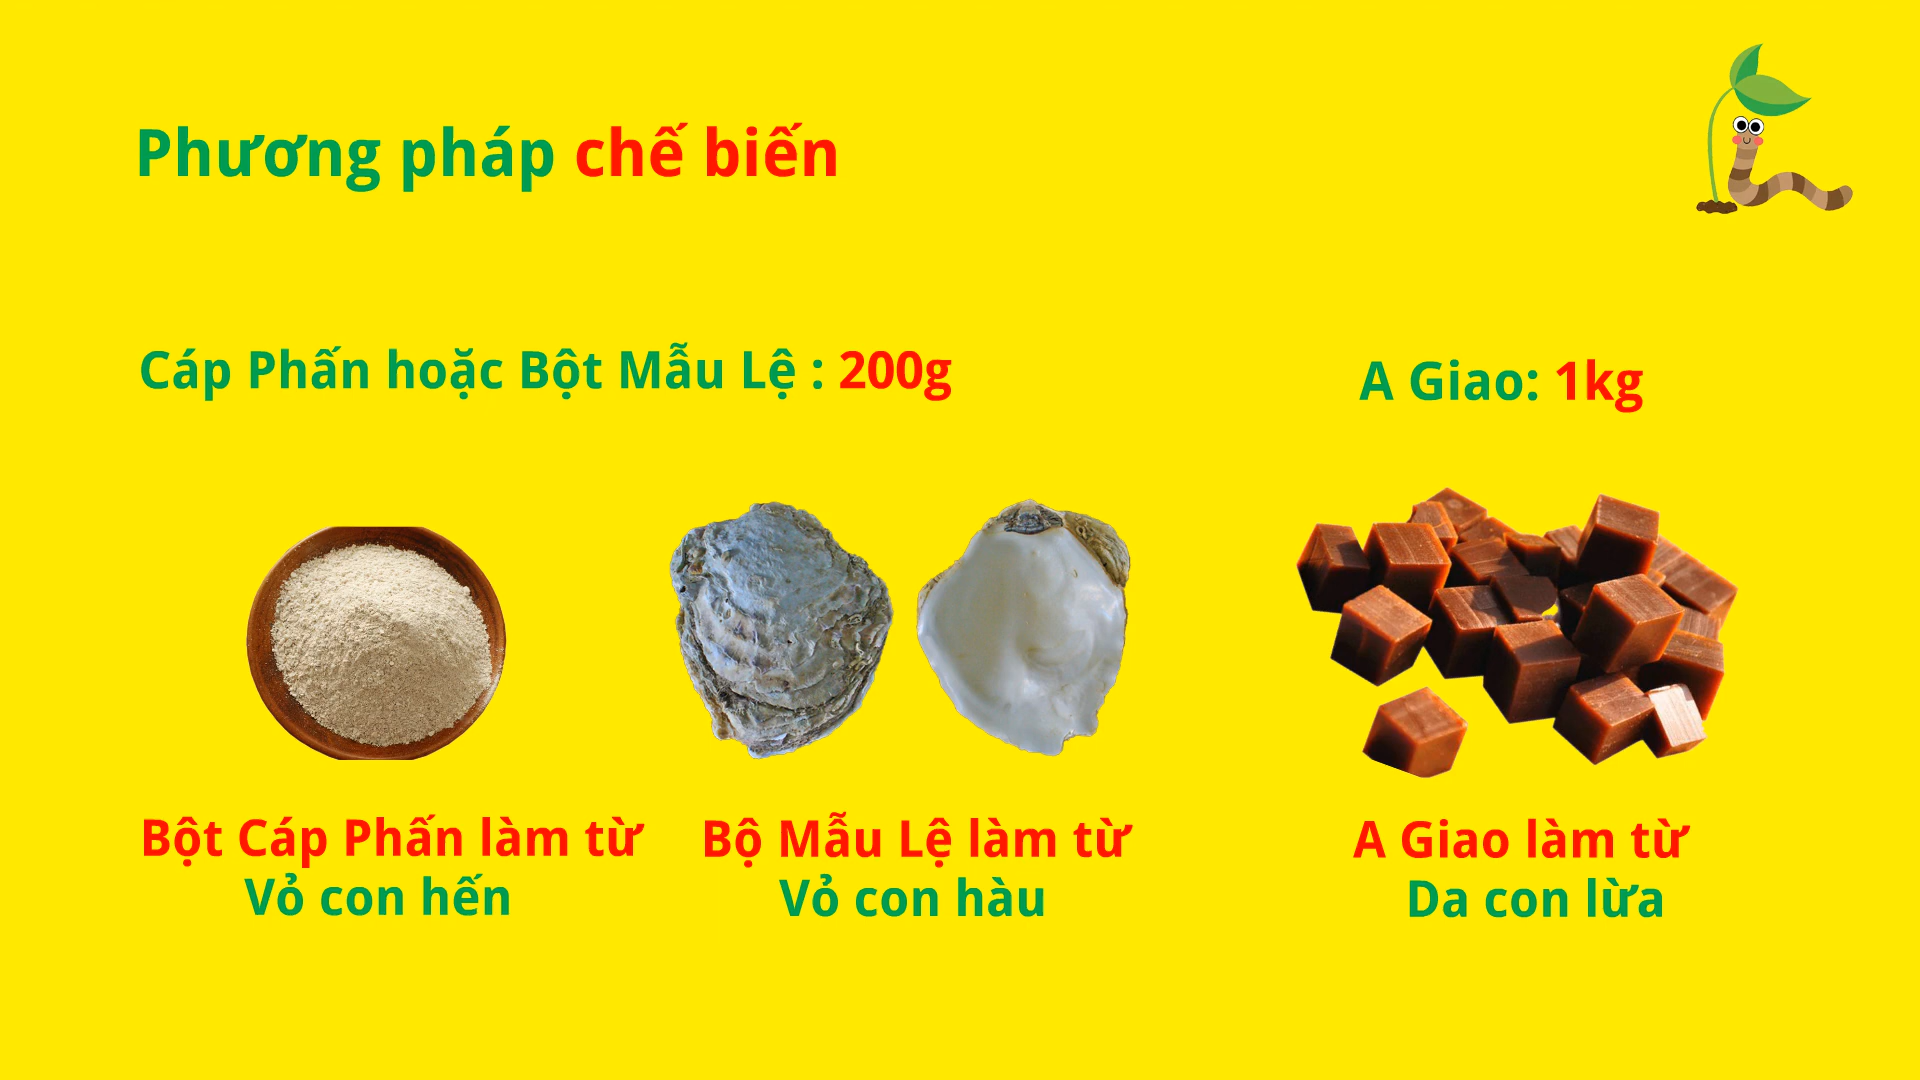 Phương pháp chế biến
Cáp Phấn hoặc Bột Mẫu Lệ : 200g
A Giao: 1kg
Bột Cáp Phấn làm từ
Vỏ con hến
Bộ Mẫu Lệ làm từ
Vỏ con hàu
A Giao làm từ
Da con lừa